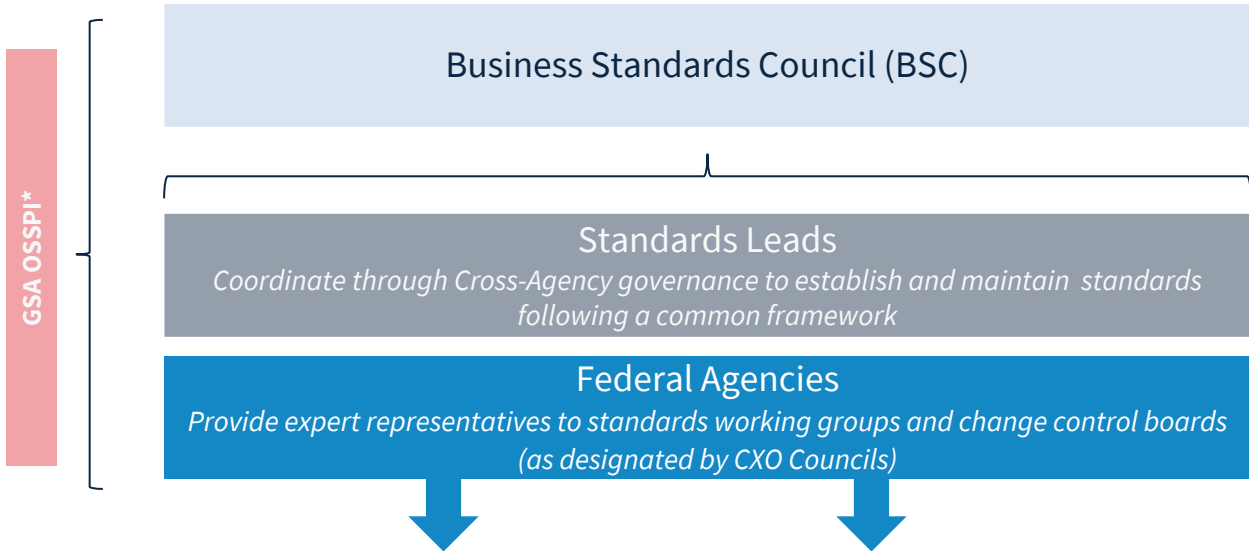 Business Standards Council (BSC)
GSA OSSPI*
Standards Leads
Coordinate through Cross-Agency governance to establish and maintain standards
following a common framework
Federal Agencies
Provide expert representatives to standards working groups and change control boards
(as designated by CXO Councils)